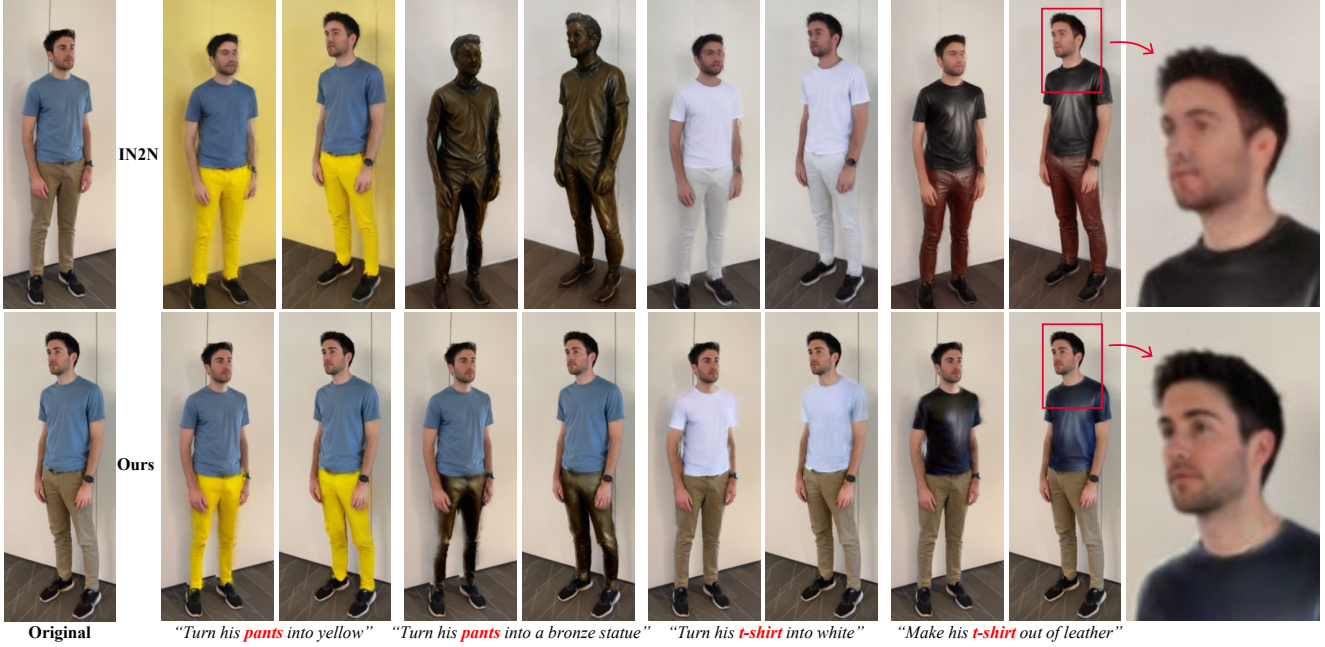 IN2N
Ours
Original
“Turn his pants into yellow”
“Turn his pants into a bronze statue”
“Turn his t-shirt into white”
“Make his t-shirt out of leather”